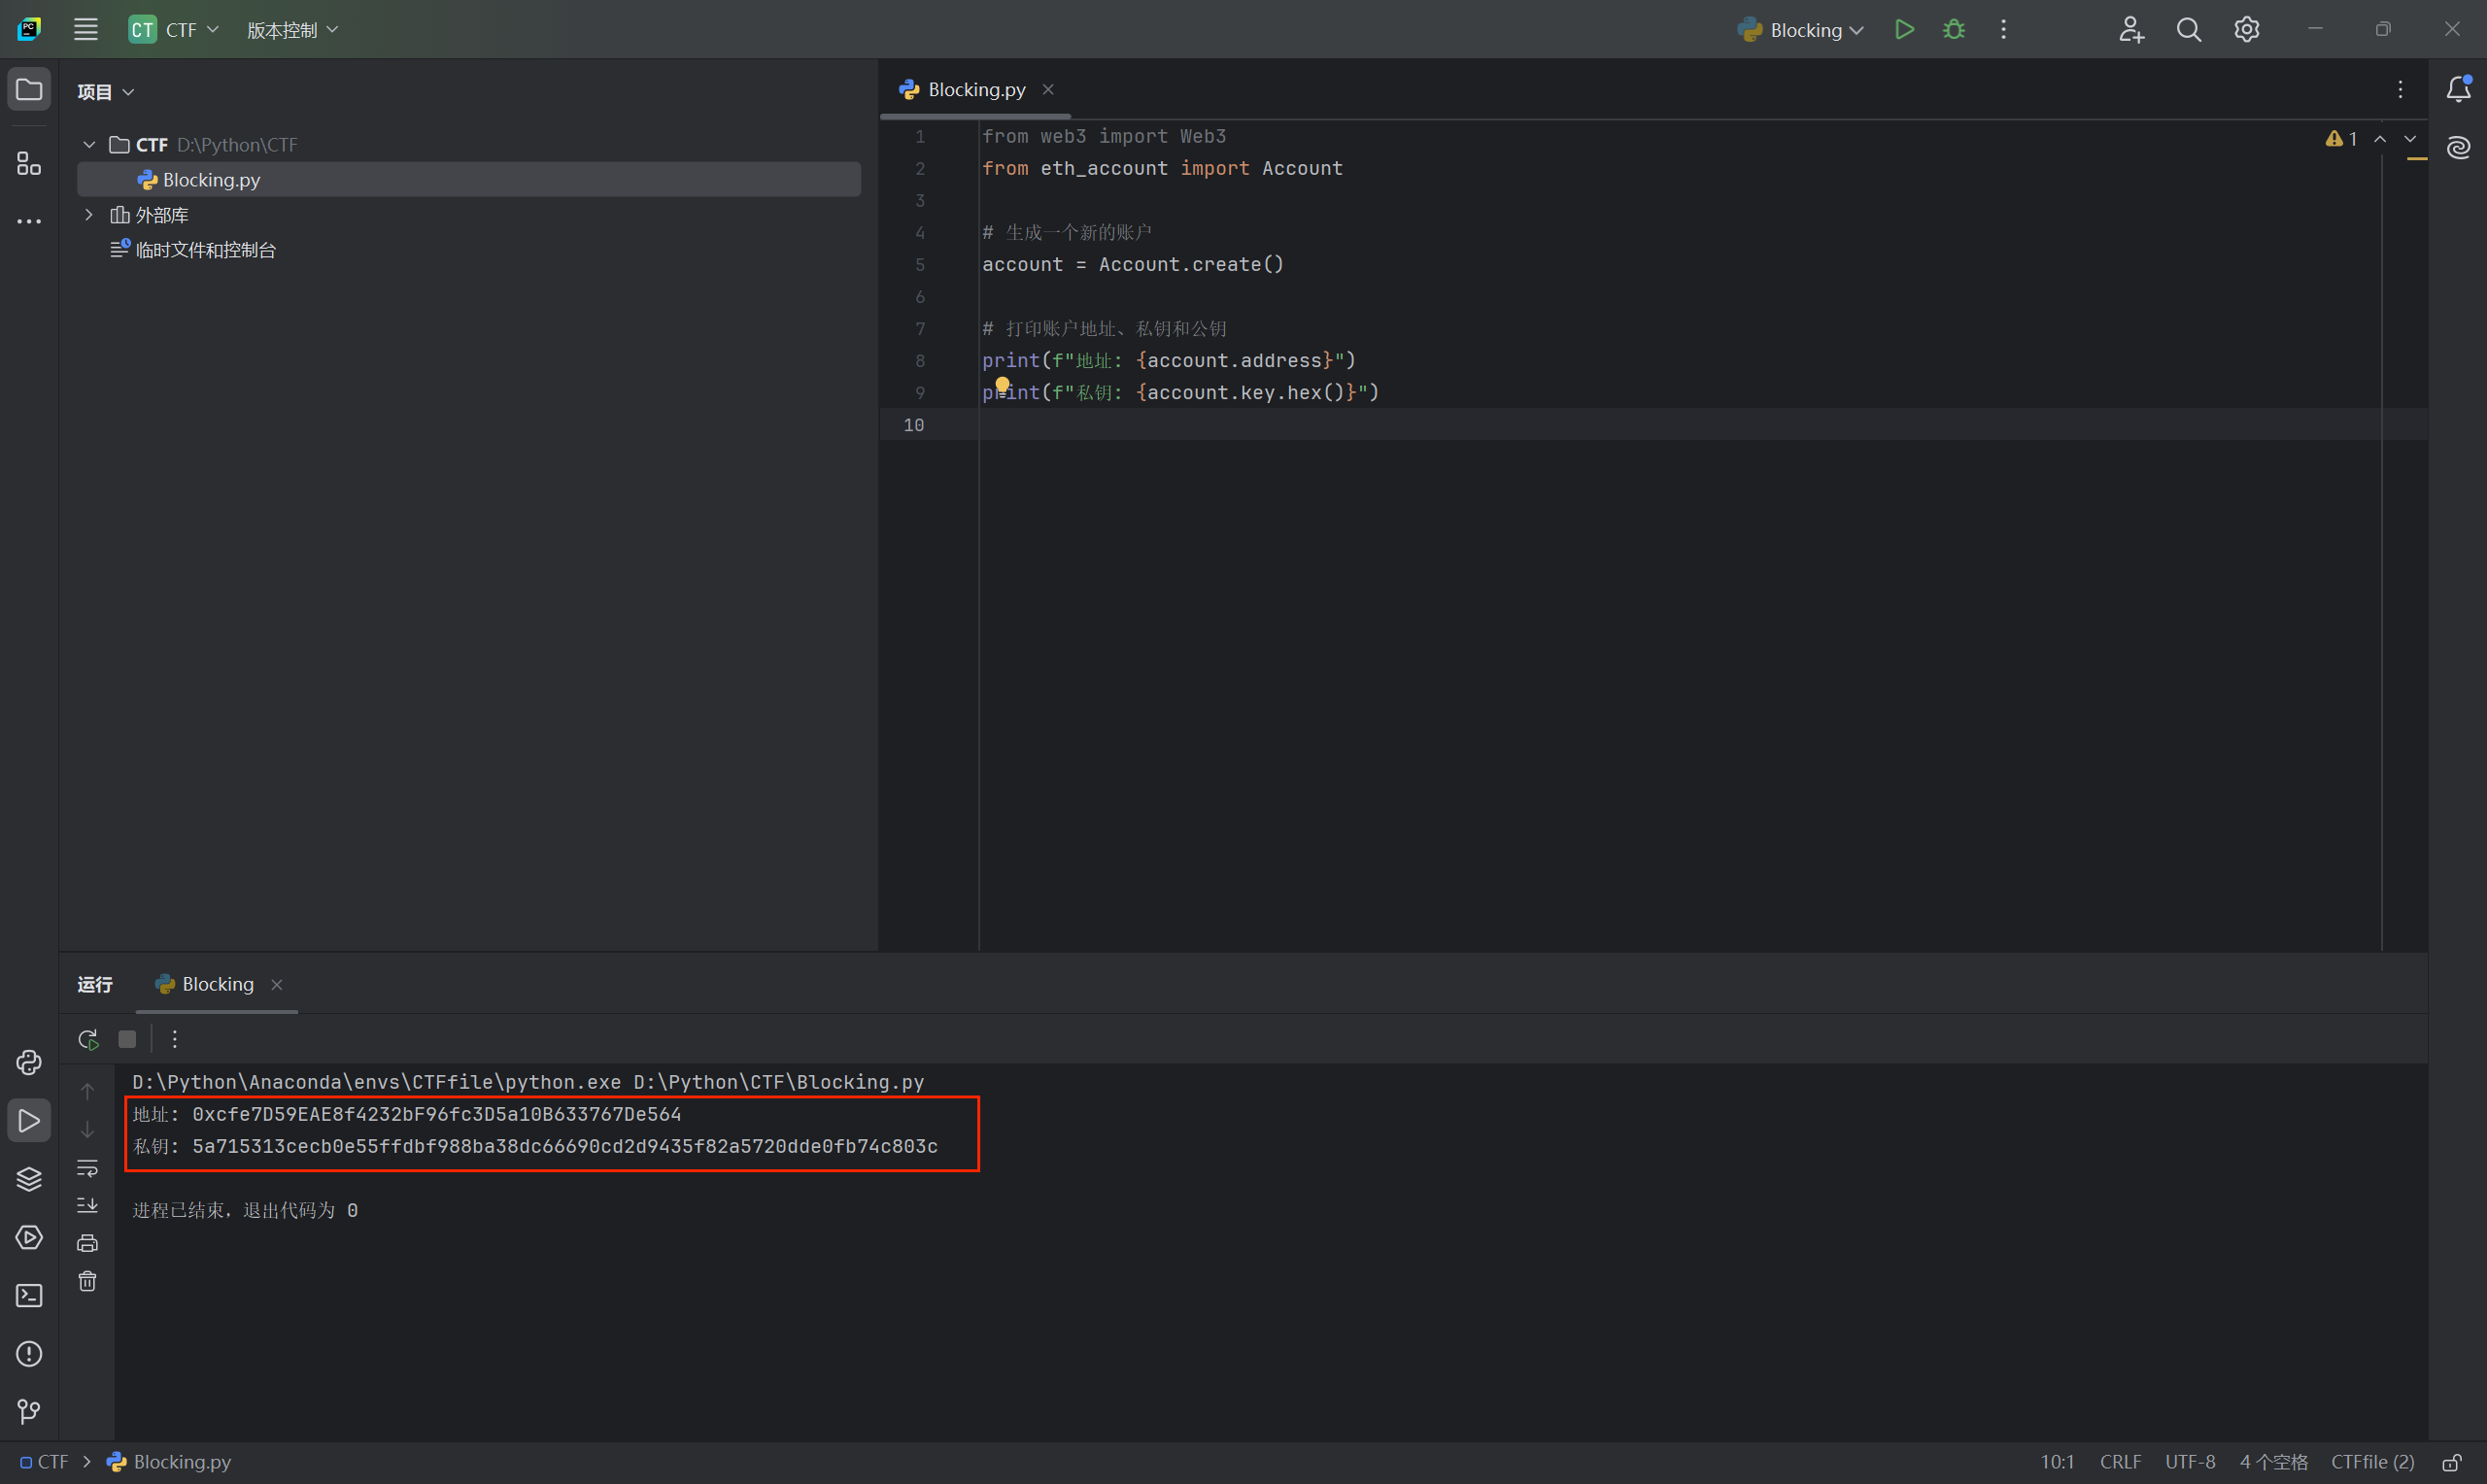 CT CTF 版本控制 Blocking
项目
CTF D:\Python\CTF
Blocking.py
外部库
临时文件和控制台
Blocking.py
1 from web3 import Web3
2 from eth_account import Account
3
4 # 生成一个新的账户
5 account = Account.create()
6
7 # 打印账户地址、私钥和公钥
8 print(f"地址: {account.address}")
9 print(f"私钥: {account.key.hex()}")
10
1
运行 Blocking
D:\Python\Anaconda\envs\CTFfile\python.exe D:\Python\CTF\Blocking.py
地址: 0xcfe7D59EAE8f4232bF96fc3D5a10B633767De564
私钥: 5a715313cecb0e55ffdbf988ba38dc66690cd2d9435f82a5720dde0fb74c803c
进程已结束，退出代码为 0
CTF Blocking.py 10:1 CRLF UTF-8 4 个空格 CTFfile (2)